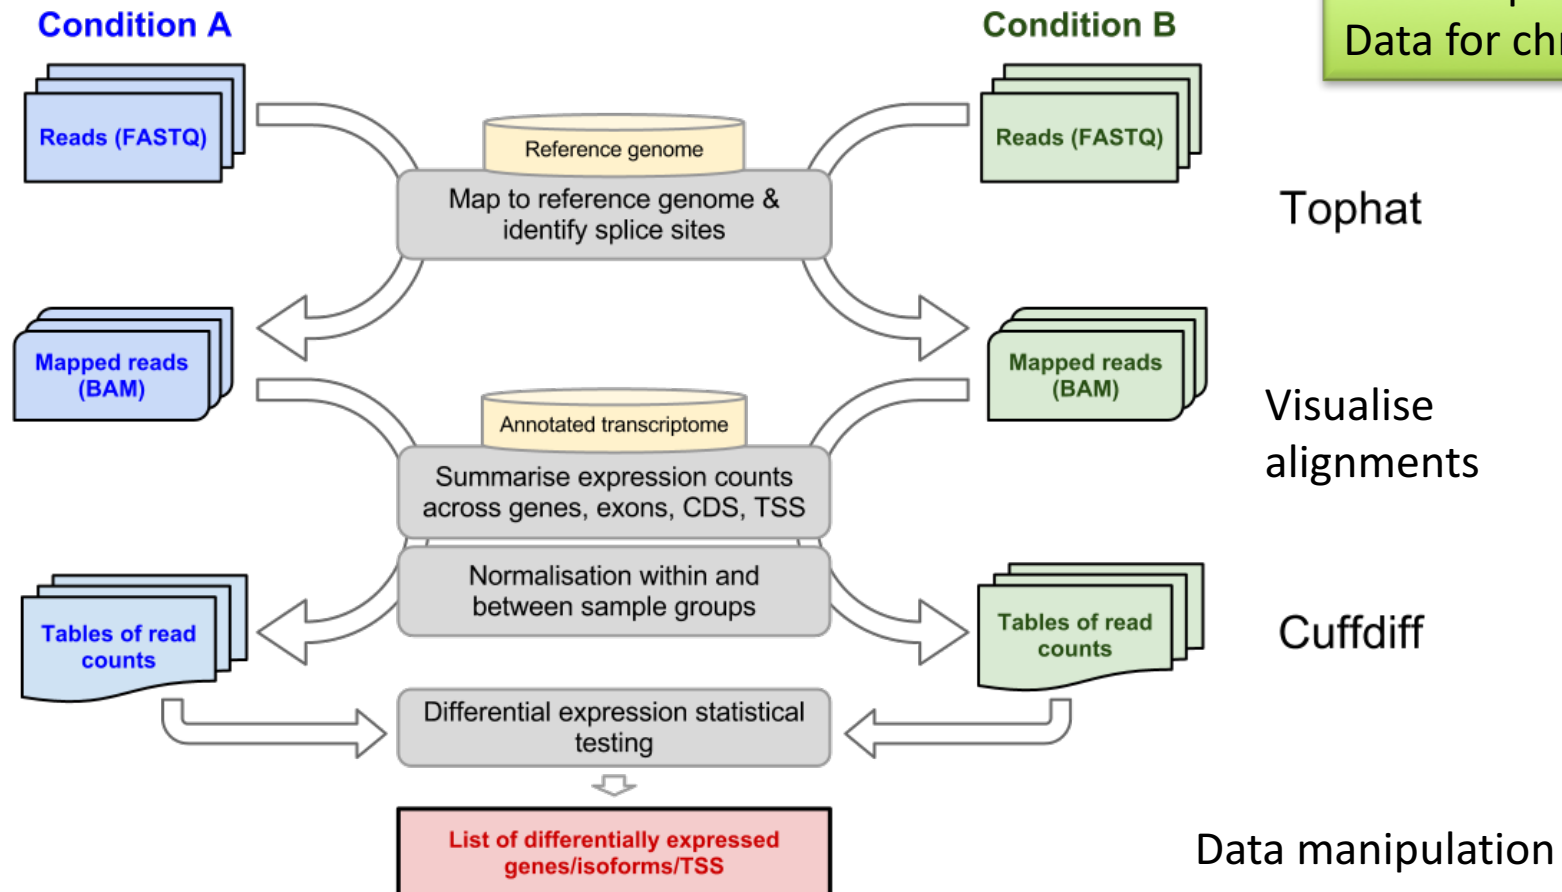 Condition A
Condition B
Data for
Reads (FASTQ)
Reference genome
Reads (FASTQ)
Map to reference genome &
identify splice sites
Tophat
Mapped reads
(BAM)
Annotated transcriptome
Mapped reads
(BAM)
Visualise
alignments
Summarise expression counts
across genes, exons, CDS, TSS
Normalisation within and
between sample groups
Tables of read
counts
Tables of read
counts
Cuffdiff
Differential expression statistical
testing
List of differentially expressed
genes/isoforms/TSS
Data manipulation